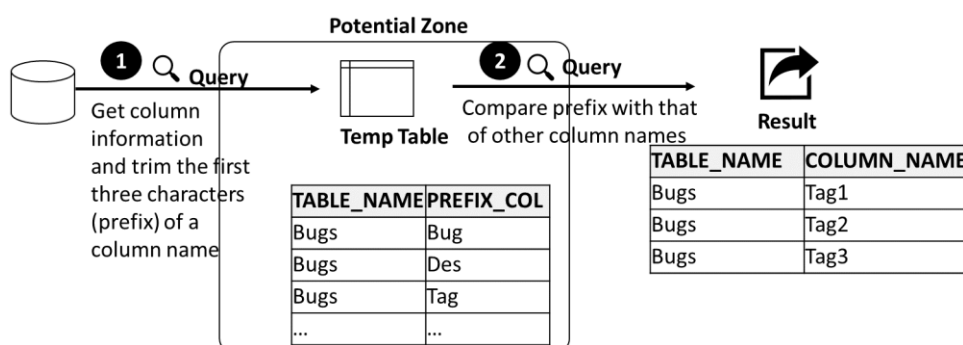 Potential Zone
1
Query
Get column
information
and trim the first
three characters
(prefix) of a
column name
Temp Table
TABLE_NAME PREFIX_COL
Bugs Bug
Bugs Des
Bugs Tag
... ...
2
Query
Compare prefix with that
of other column names
Result
TABLE_NAME COLUMN_NAME
Bugs Tag1
Bugs Tag2
Bugs Tag3